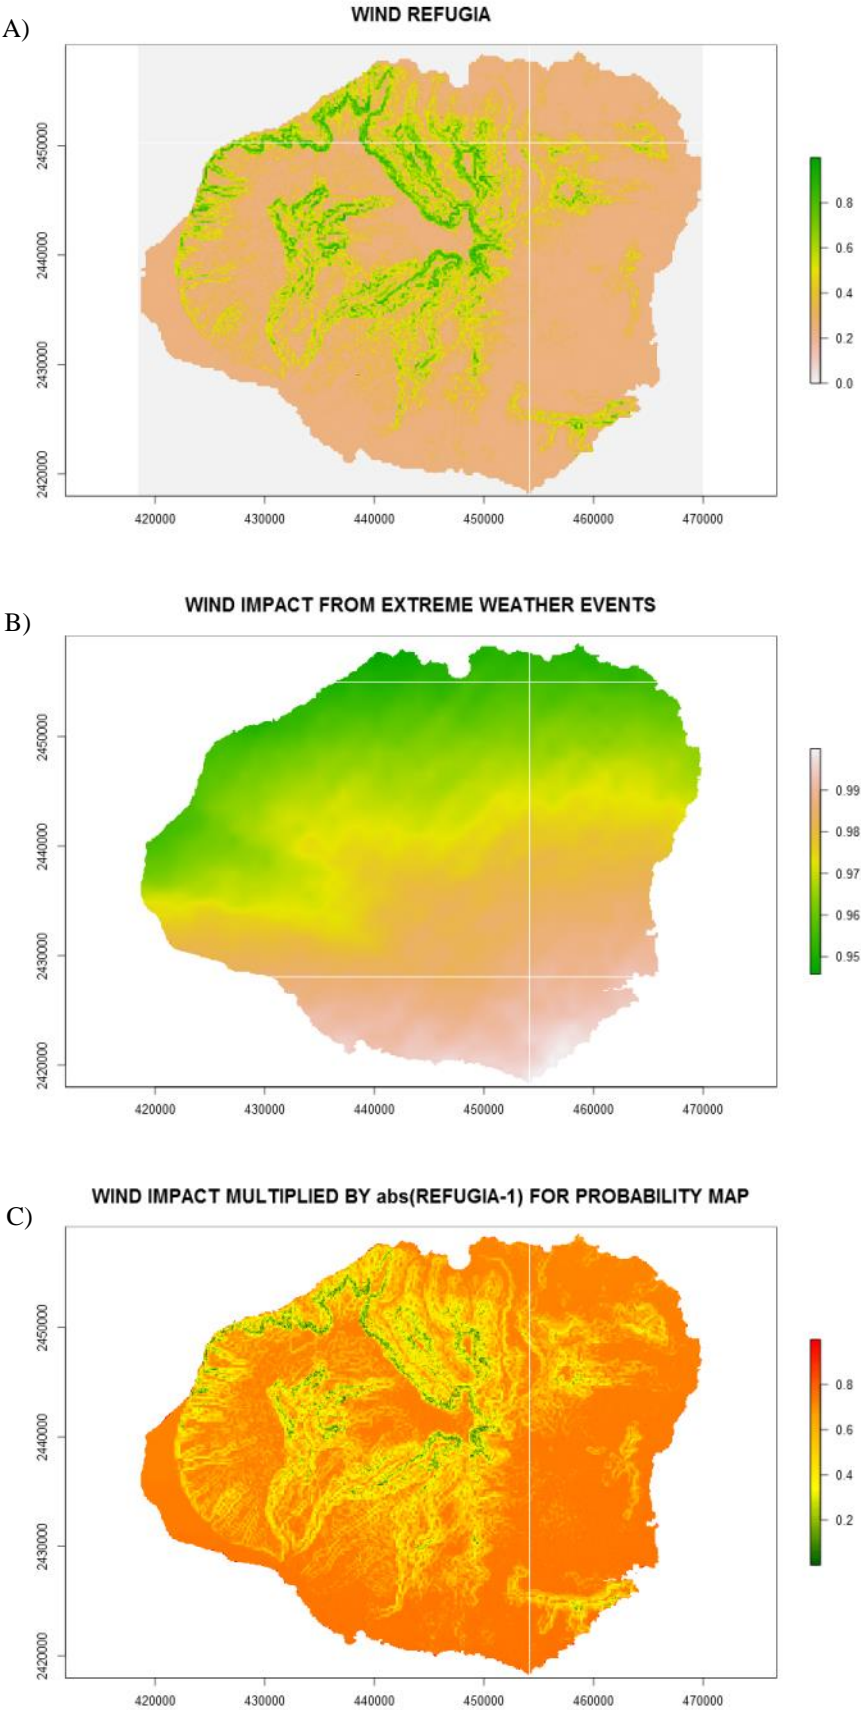 A)
WIND REFUGIA
2450000
2440000
2430000
2420000
0.8
0.6
0.4
0.2
0.0
420000 430000 440000 450000 460000 470000
B)
WIND IMPACT FROM EXTREME WEATHER EVENTS
2450000
2440000
2430000
2420000
0.99
0.98
0.97
0.96
0.95
420000 430000 440000 450000 460000 470000
C)
WIND IMPACT MULTIPLIED BY abs(REFUGIA-1) FOR PROBABILITY MAP
2450000
2440000
2430000
2420000
0.8
0.6
0.4
0.2
420000 430000 440000 450000 460000 470000